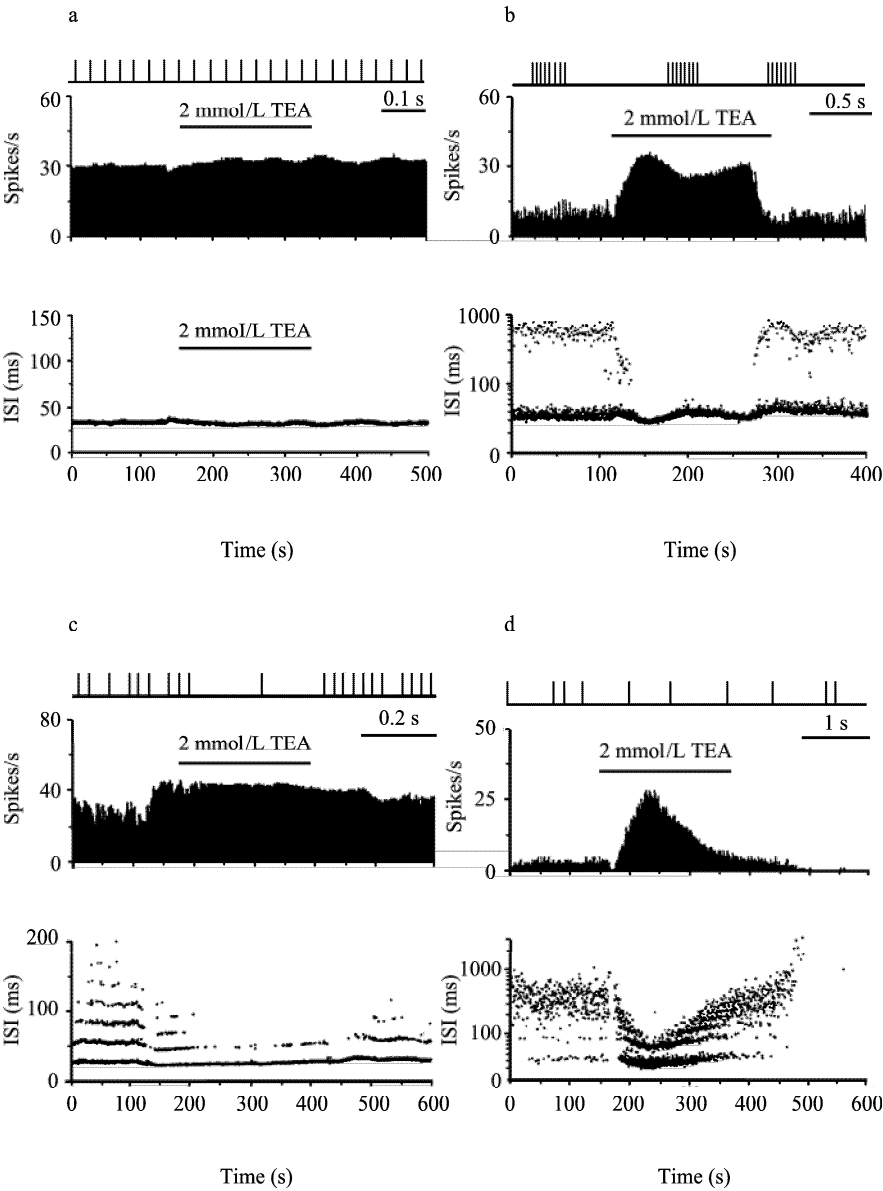 a
0.1 s
2 mmol/L TEA
Spikes/s
60
30
0
2 mmol/L TEA
ISI (ms)
150
100
50
0
0 100 200 300 400 500
Time (s)
b
0.5 s
2 mmol/L TEA
Spikes/s
60
30
0
ISI (ms)
1000
100
0
0 100 200 300 400
Time (s)
c
0.2 s
2 mmol/L TEA
Spikes/s
80
40
0
ISI (ms)
200
100
0
0 100 200 300 400 500 600
Time (s)
d
1 s
2 mmol/L TEA
Spikes/s
50
25
0
ISI (ms)
1000
100
0
0 100 200 300 400 500 600
Time (s)